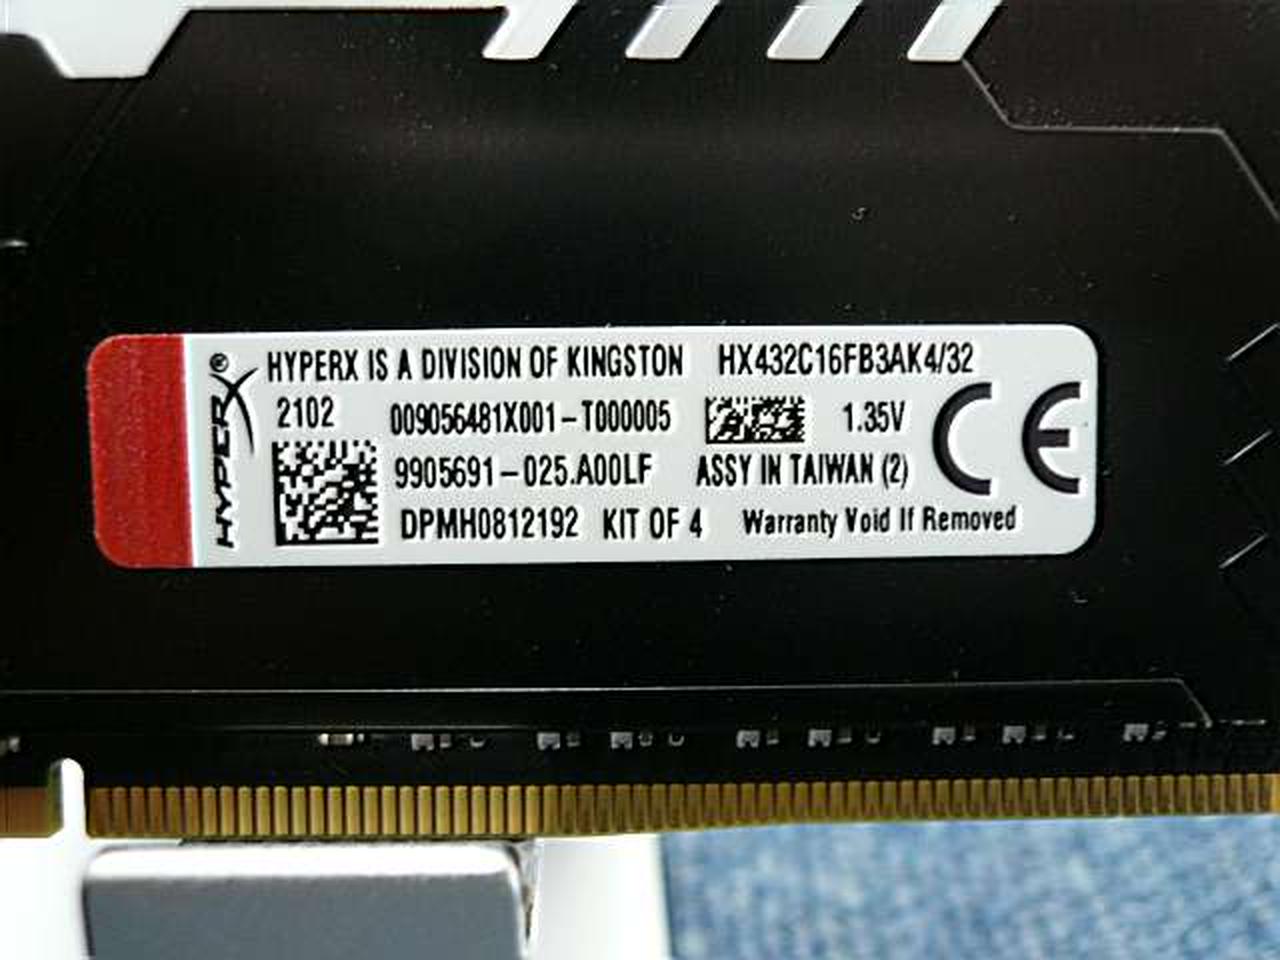 HYPERX®
HYPERX IS A DIVISION OF KINGSTON HX432C16FB3AK4/32
2102 009056481X001-T000005 1.35V CE
9905691-025.A00LF ASSY IN TAIWAN (2)
DPMH0812192 KIT OF 4 Warranty Void If Removed